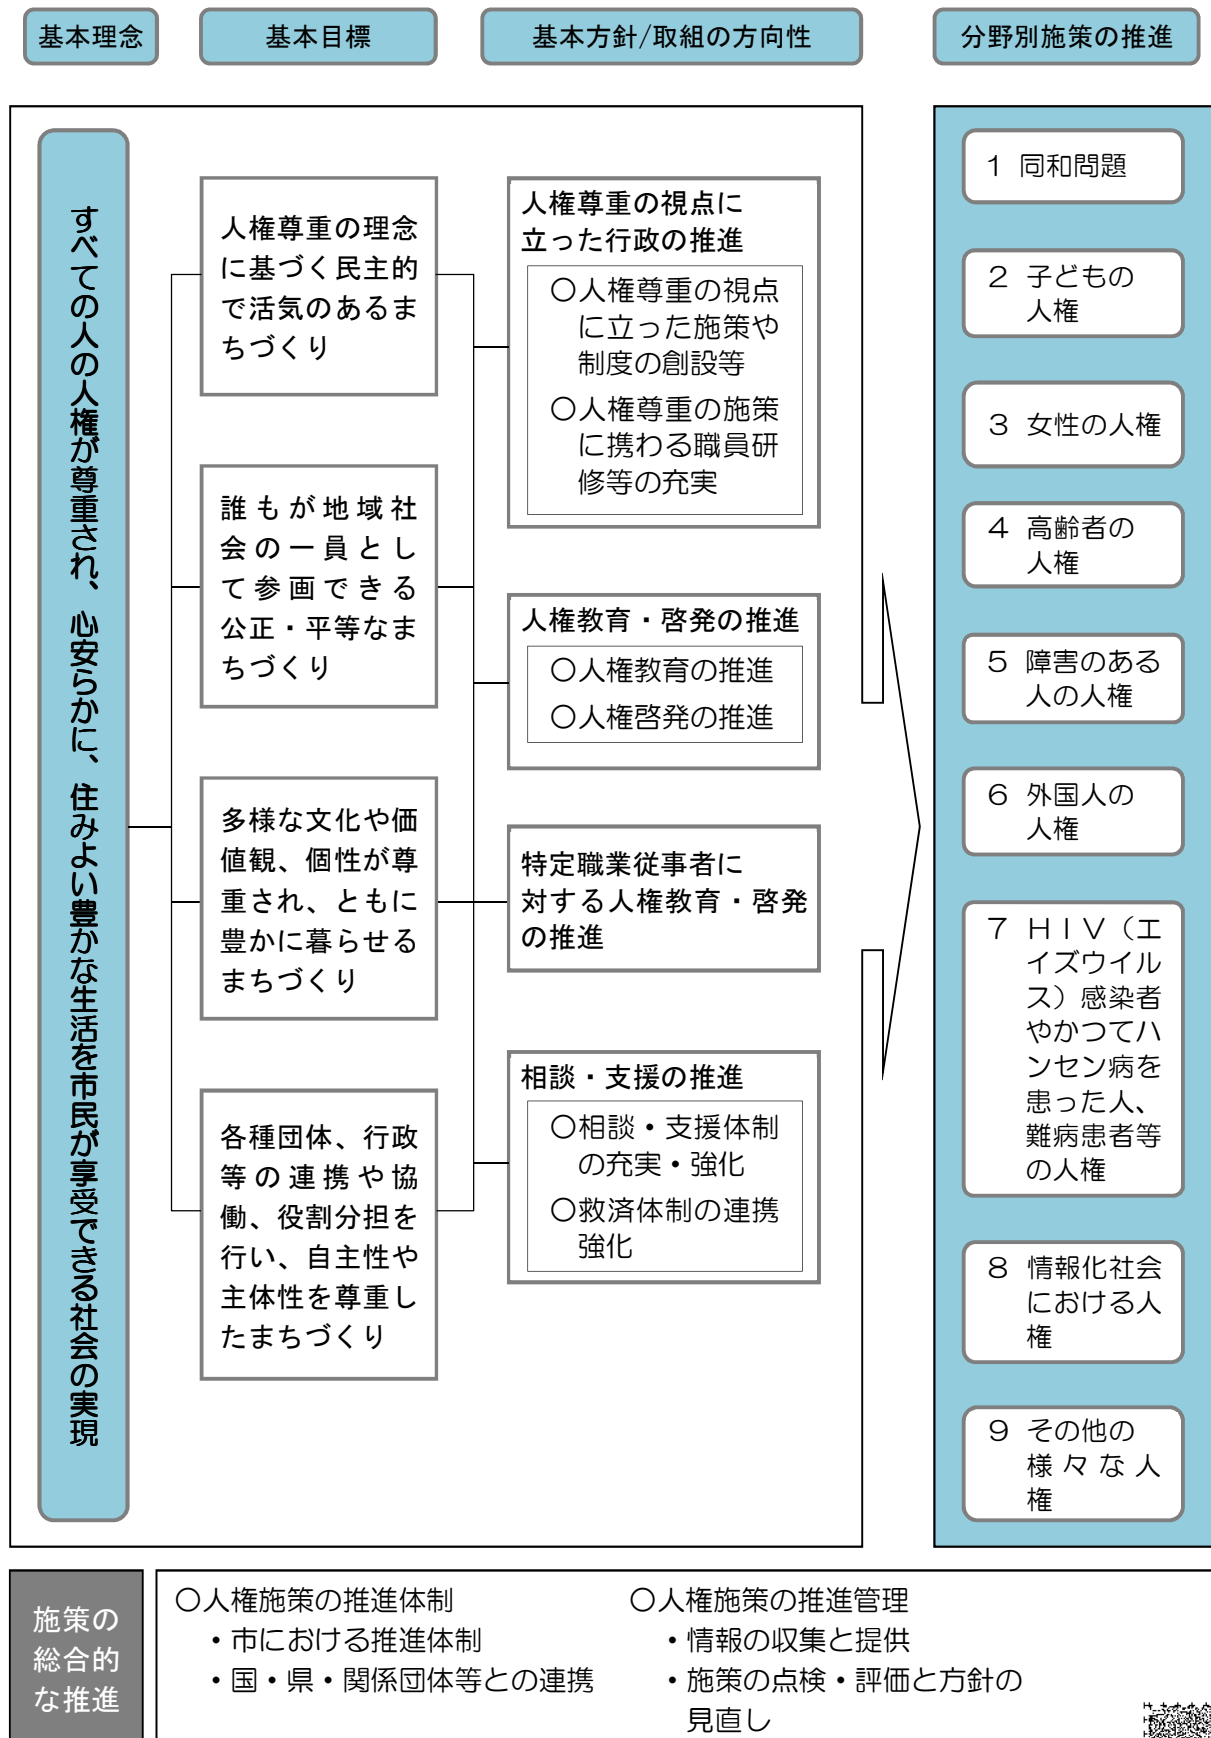 基本理念
基本目標
基本方針/取組の方向性
分野別施策の推進
すべての人の人権が尊重され、心安らかに、住みよい豊かな生活を市民が享受できる社会の実現
人権尊重の理念
に基づく民主的
で活気のあるま
ちづくり
誰もが地域社
会の一員とし
て参画できる
公正・平等なま
ちづくり
多様な文化や価
値観、個性が尊
重され、ともに
豊かに暮らせる
まちづくり
各種団体、行政
等の連携や協
働、役割分担を
行い、自主性や
主体性を尊重し
たまちづくり
人権尊重の視点に
立った行政の推進
○人権尊重の視点
に立った施策や
制度の創設等
○人権尊重の施策
に携わる職員研
修等の充実
人権教育・啓発の推進
○人権教育の推進
○人権啓発の推進
特定職業従事者に
対する人権教育・啓発
の推進
相談・支援の推進
○相談・支援体制
の充実・強化
○救済体制の連携
強化
1 同和問題
2 子どもの
人権
3 女性の人権
4 高齢者の
人権
5 障害のある
人の人権
6 外国人の
人権
7 HIV(エ
イズウイル
ス)感染者
やかつてハ
ンセン病を
患った人、
難病患者等
の人権
8 情報化社会
における人
権
9 その他の
様々な人
権
施策の
総合的
な推進
○人権施策の推進体制
・市における推進体制
・国・県・関係団体等との連携
○人権施策の推進管理
・情報の収集と提供
・施策の点検・評価と方針の
見直し